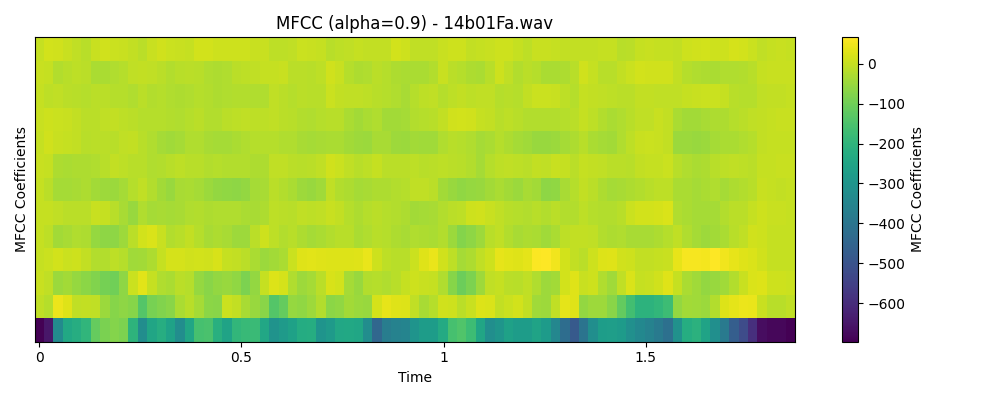 MFCC (alpha=0.9) - 14b01Fa.wav
MFCC Coefficients
0
0.5
1
1.5
Time
0
−100
−200
−300
−400
−500
−600
MFCC Coefficients